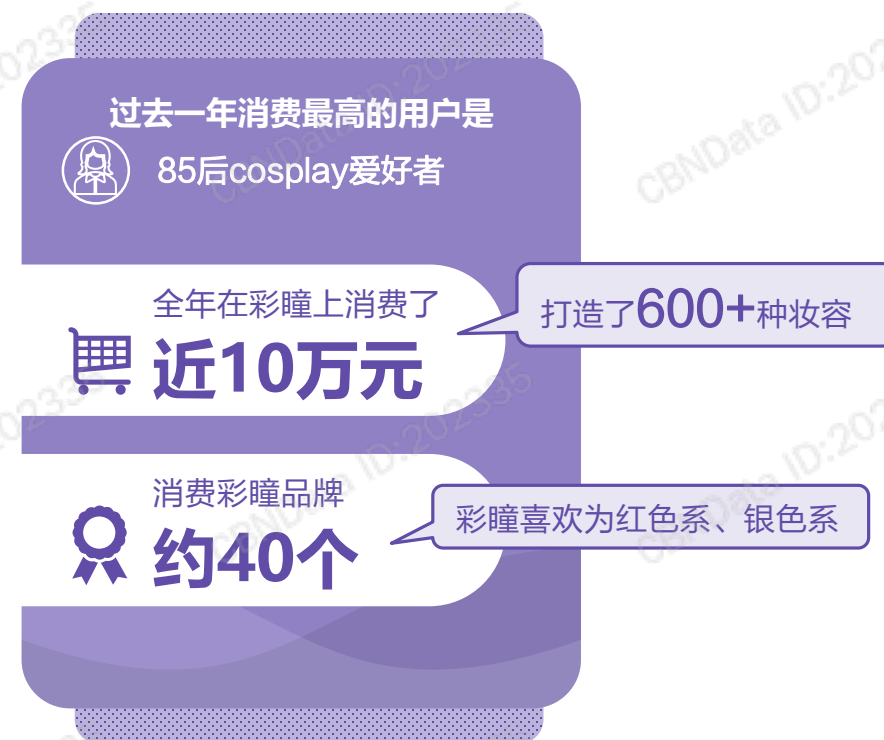 过去一年消费最高的用户是
85后cosplay爱好者
全年在彩瞳上消费了
近10万元
打造了600+种妆容
消费彩瞳品牌
约40个
彩瞳喜欢为红色系、银色系
CBNData ID:202335